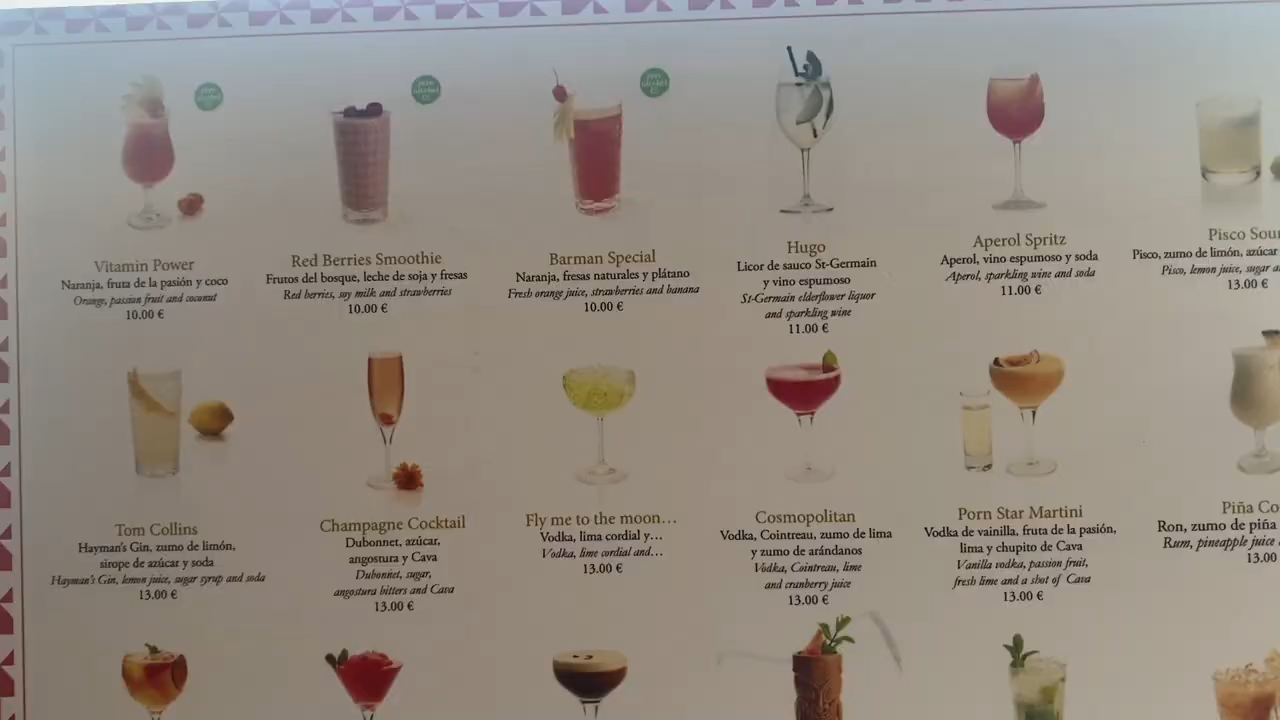 Vitamin Power
Naranja, fruta de la pasión y coco
Orange, passion fruit and coconut
10.00 €
Red Berries Smoothie
Frutos del bosque, leche de soja y fresas
Red berries, soy milk and strawberries
10.00 €
Barman Special
Naranja, fresas naturales y plátano
Fresh orange juice, strawberries and banana
10.00 €
Hugo
Licor de sauco St-Germain
y vino espumoso
St-Germain elderflower liquor
and sparkling wine
11.00 €
Aperol Spritz
Aperol, vino espumoso y soda
Aperol, sparkling wine and soda
11.00 €
Pisco Sour
Pisco, zumo de limón, azúcar
Pisco, lemon juice, sugar a
13.00 €
Tom Collins
Hayman's Gin, zumo de limón,
sirope de azúcar y soda
Hayman's Gin, lemon juice, sugar syrup and soda
13.00 €
Champagne Cocktail
Dubonnet, azúcar,
angostura y Cava
Dubonnet, sugar,
angostura bitters and Cava
13.00 €
Fly me to the moon…
Vodka, lima cordial y…
Vodka, lime cordial and…
13.00 €
Cosmopolitan
Vodka, Cointreau, zumo de lima
y zumo de arándanos
Vodka, Cointreau, lime
and cranberry juice
13.00 €
Porn Star Martini
Vodka de vainilla, fruta de la pasión,
lima y chupito de Cava
Vanilla vodka, passion fruit,
fresh lime and a shot of Cava
13.00 €
Piña Co
Ron, zumo de piña
Rum, pineapple juice
13.00